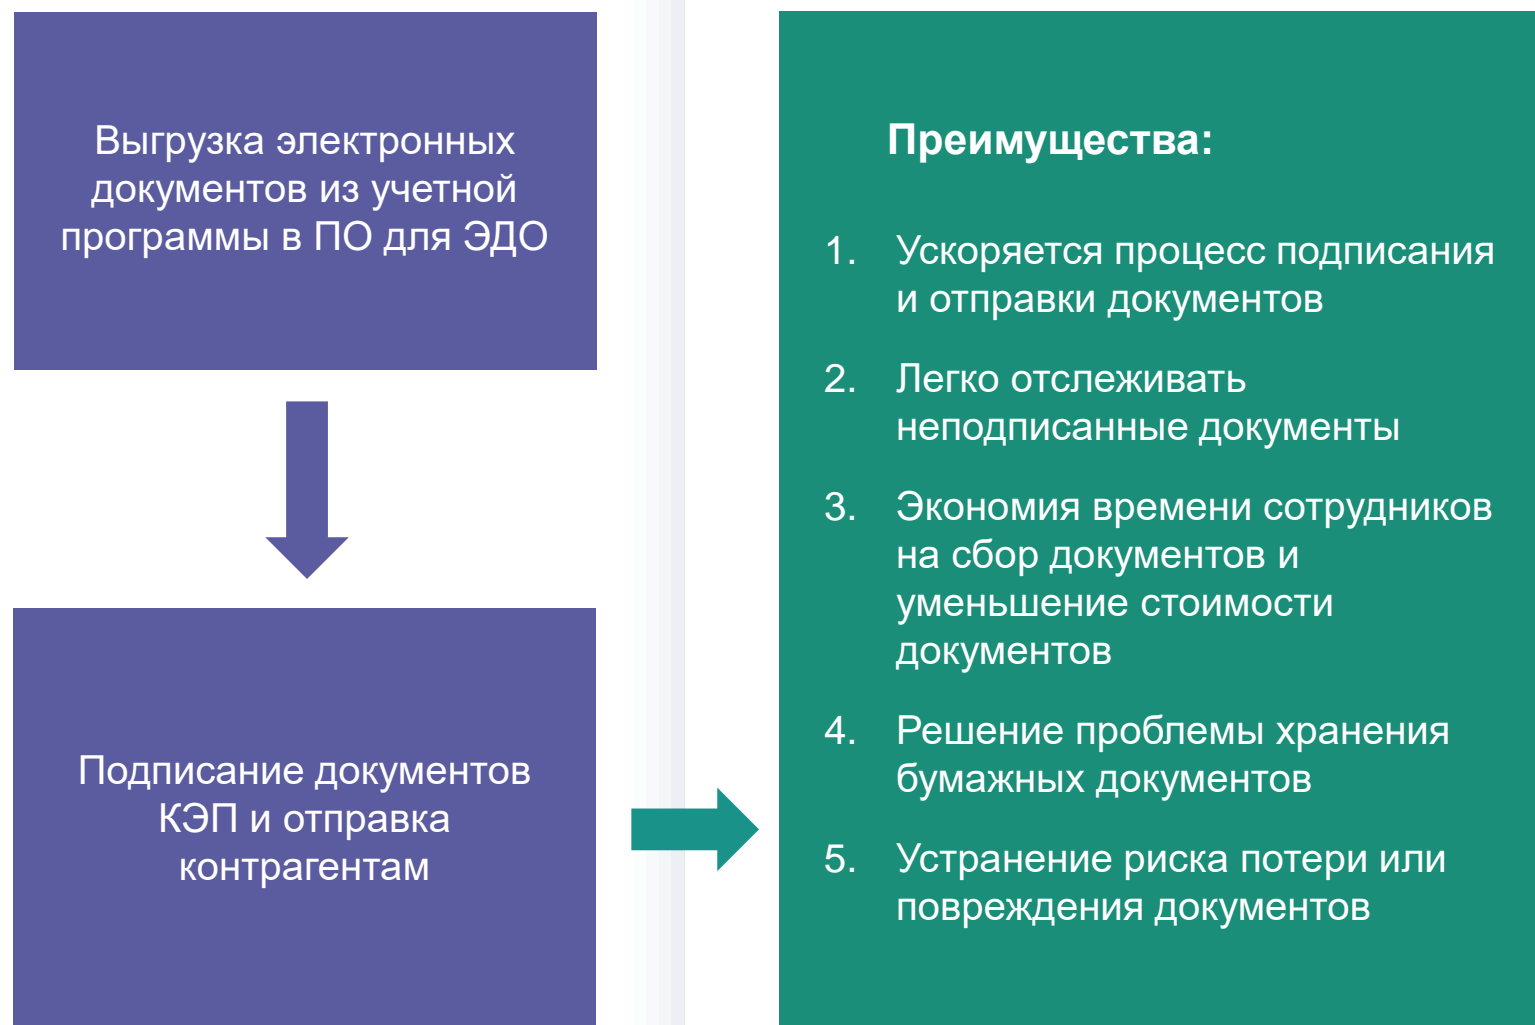 Выгрузка электронных
документов из учетной
программы в ПО для ЭДО
Подписание документов
КЭП и отправка
контрагентам
Преимущества:
1. Ускоряется процесс подписания
и отправки документов
2. Легко отслеживать
неподписанные документы
3. Экономия времени сотрудников
на сбор документов и
уменьшение стоимости
документов
4. Решение проблемы хранения
бумажных документов
5. Устранение риска потери или
повреждения документов